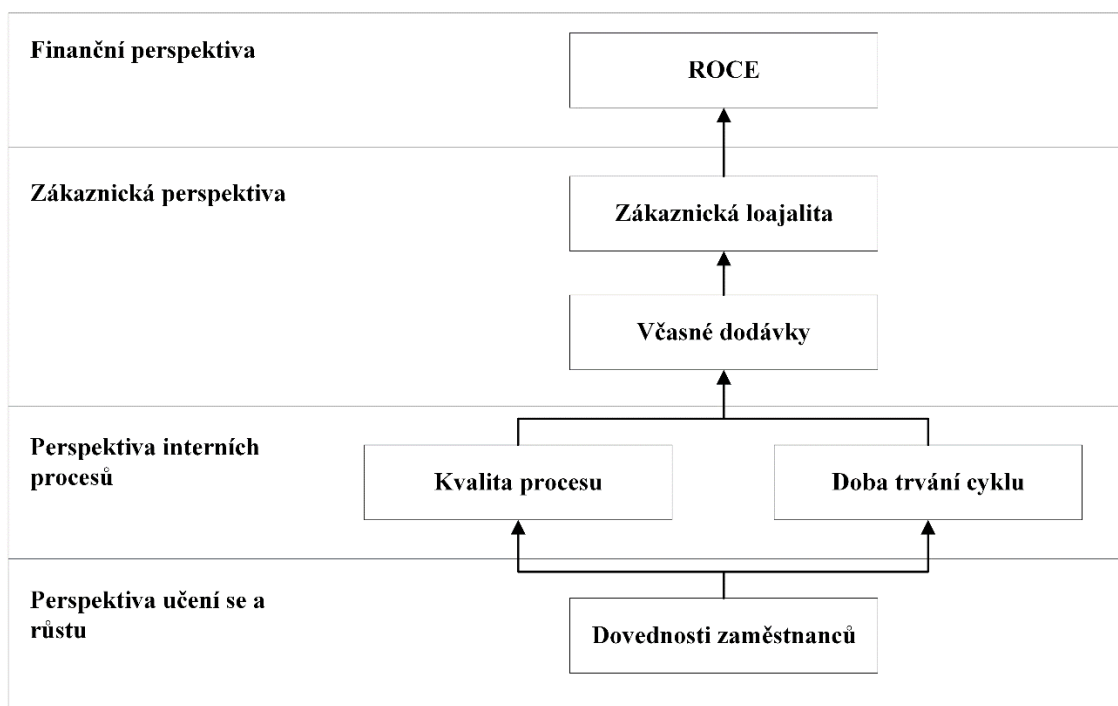 Finanční perspektiva
ROCE
Zákaznická perspektiva
Zákaznická loajalita
Včasné dodávky
Perspektiva interních
procesů
Kvalita procesu
Doba trvání cyklu
Perspektiva učení se a
růstu
Dovednosti zaměstnanců